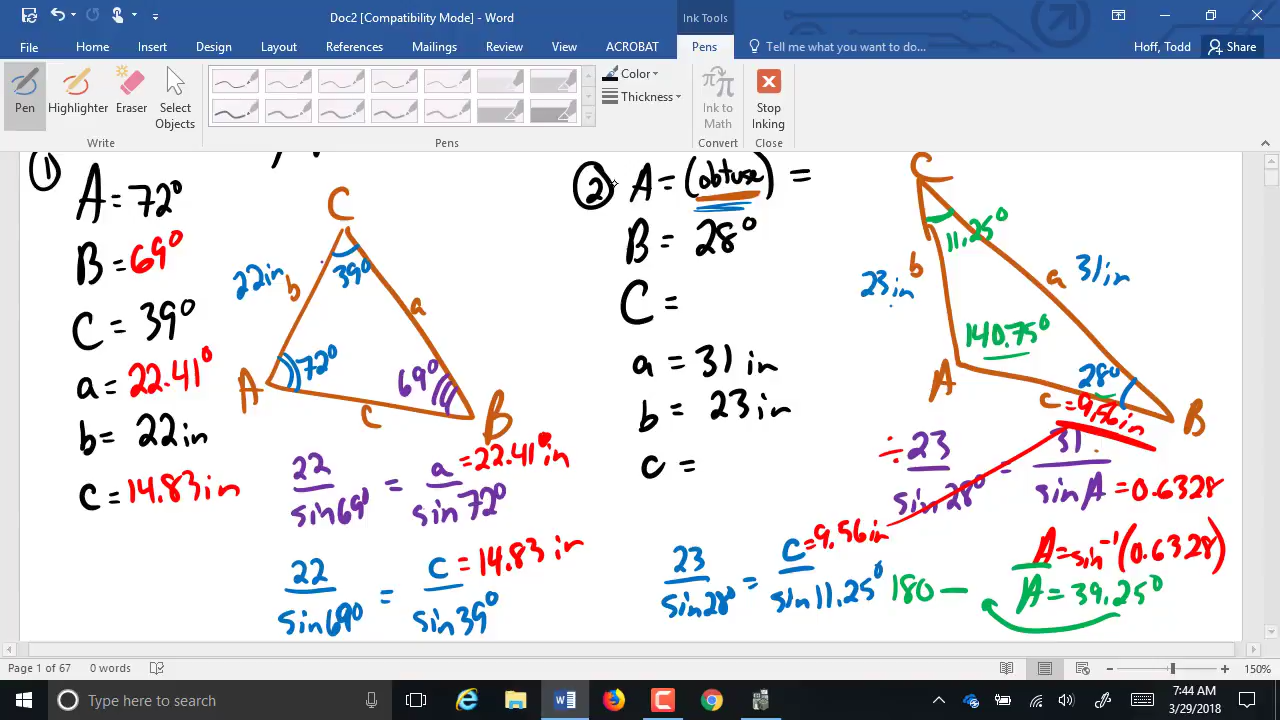 Doc2 [Compatibility Mode] - Word
Ink Tools
File Home Insert Design Layout References Mailings Review View ACROBAT Pens Tell me what you want to do... Hoff, Todd Share
Pen Highlighter Eraser Select Objects
Color
Thickness
Ink to Math
Stop Inking
Write Pens Convert Close
1
A = 72°
B = 69°
C = 39°
a = 22.41°
b = 22in
c = 14.83in
C
39°
22in b
a
A
72°
69°
c
B
22/sin69° = a/sin72°
=22.41° in
22/sin69° = c/sin39°
=14.83 in
2
A = (obtuse) =
B = 28°
C =
a = 31 in
b = 23 in
c =
C
11.25°
b
23in
a 31in
140.75°
A
28°
c =9.56in
B
÷ 23/sin28° = 31/sinA
=0.6328
A=sin⁻¹(0.6328)
23/sin28° = c/sin11.25°
=9.56in
180 — A = 39.25°
Page 1 of 67 0 words 150%
Type here to search
7:44 AM
3/29/2018